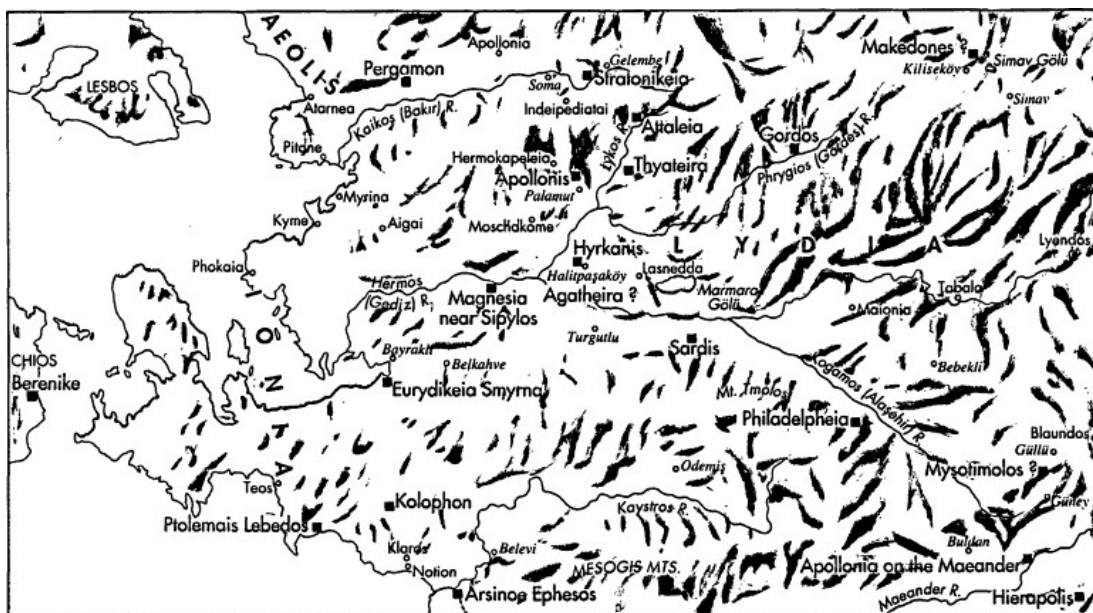 AEOLIS
Apollonia
Gelembe
Makedones ?
Kiliseköy
Simav Gölü
LESBOS
Pergamon
Soma
Stratonikeia
Simav
Atarnea
Indeipediatai
Attaleia
Kaikos (Bakır) R.
Lykos R.
Gordos
Phrygios (Gördes) R.
Pitane
Hermokapeleia
Apollonis
Thyateira
Palamut
Myrina
Kyme
Aigai
Moschakome
LYDIA
Lyendos
Phokaia
Hyrkanis
Halitpaşaköy
Lasnedda
Hermos
(Gediz) R.
Magnesia
near Sipylos
Agatheira ?
Marmara
Gölü
Tabala
Maionia
IONIA
Turgutlu
Sardis
CHIOS
Berenike
Bayraklı
Belkahve
Eurydikeia Smyrna
Kogamos (Alaşehir) R.
Bebekli
Mt. Tmolos
Philadelpheia
Blaundos
Güllü
Mysotimolos ?
Teos
Odemiş
Güney
Kolophon
Kaystros R.
Ptolemais Lebedos
Klaros
Notion
Belevi
MESOGIS MTS.
Buldan
Apollonia on the Maeander
Arsinoe Ephesos
Maeander R.
Hierapolis